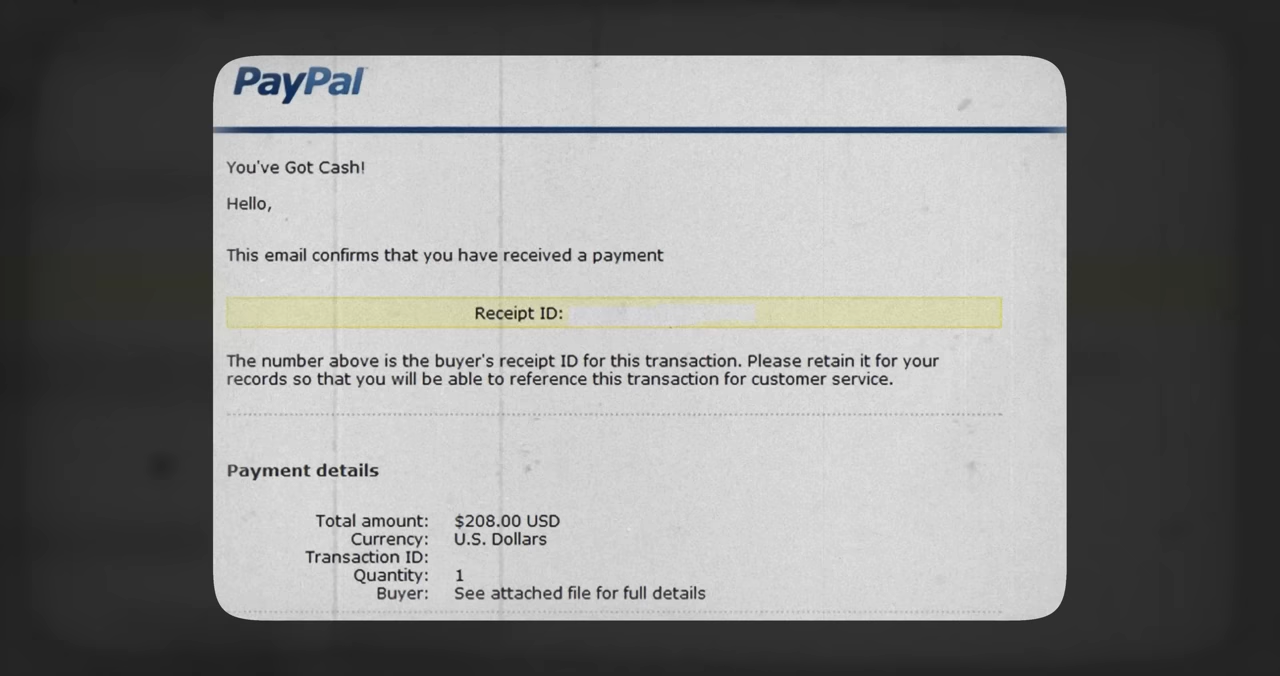 PayPal
You've Got Cash!
Hello,
This email confirms that you have received a payment
Receipt ID:
The number above is the buyer's receipt ID for this transaction. Please retain it for your
records so that you will be able to reference this transaction for customer service.
Payment details
Total amount: $208.00 USD
Currency: U.S. Dollars
Transaction ID:
Quantity: 1
Buyer: See attached file for full details